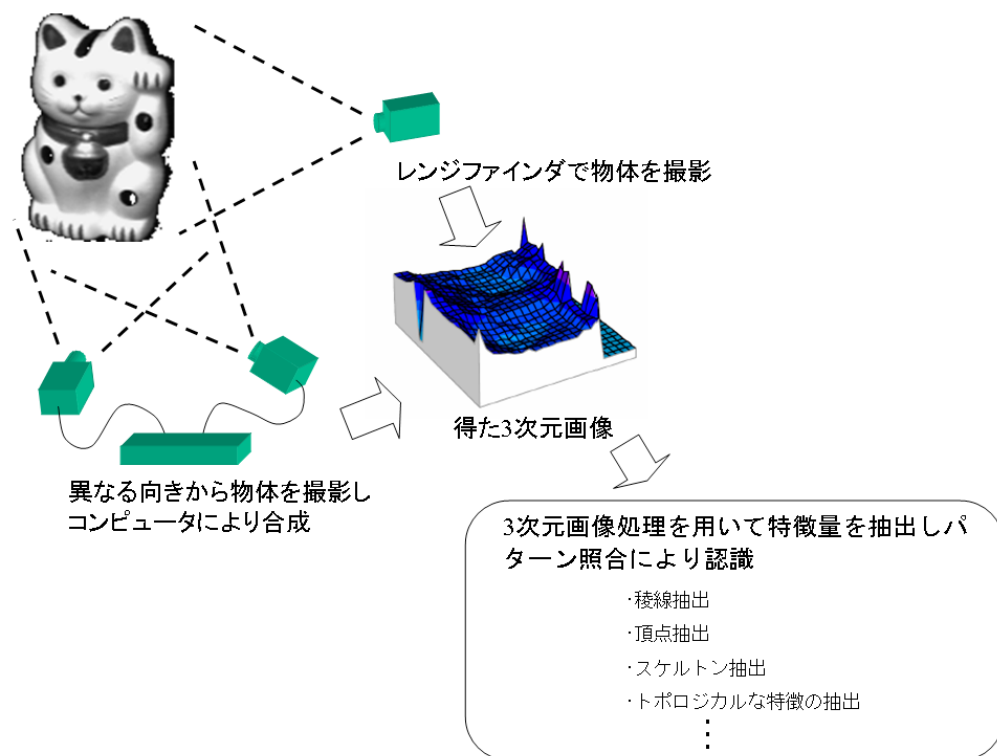 レンジファインダで物体を撮影
得た3次元画像
異なる向きから物体を撮影し
コンピュータにより合成
3次元画像処理を用いて特徴量を抽出しパ
ターン照合により認識
・稜線抽出
・頂点抽出
・スケルトン抽出
・トポロジカルな特徴の抽出